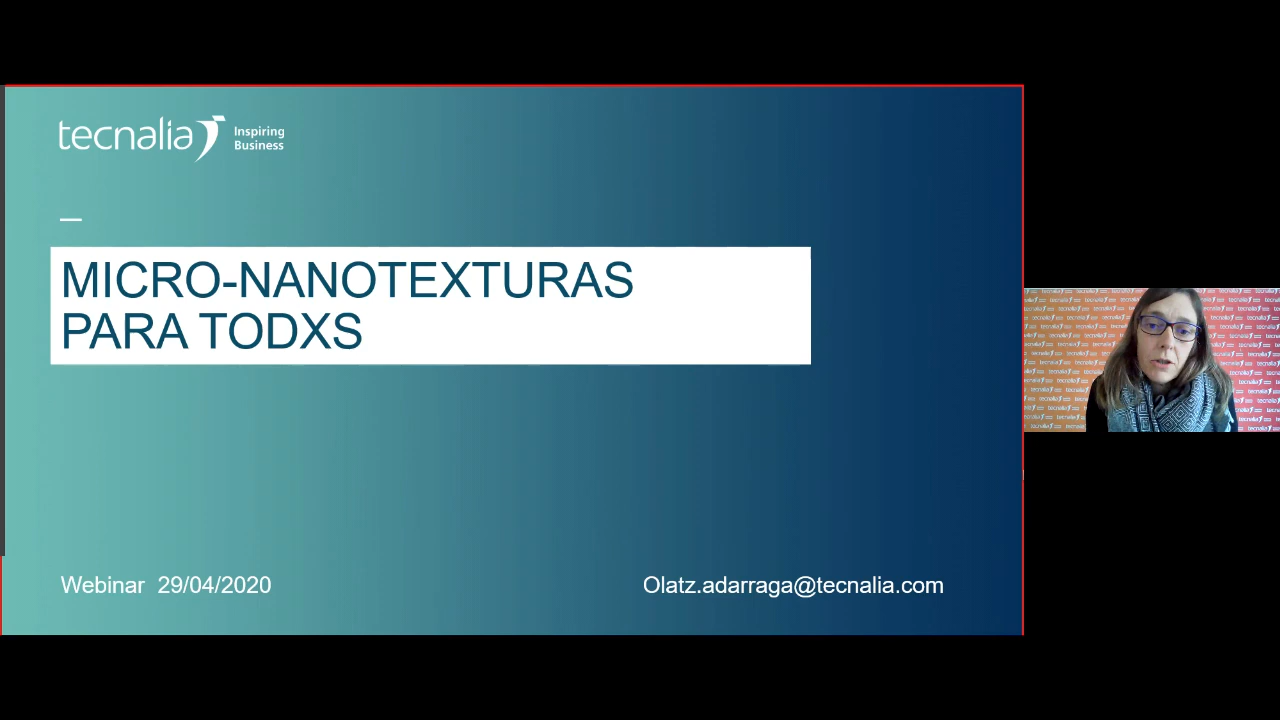 tecnalia Inspiring
Business
MICRO-NANOTEXTURAS
PARA TODXS
Webinar 29/04/2020
Olatz.adarraga@tecnalia.com